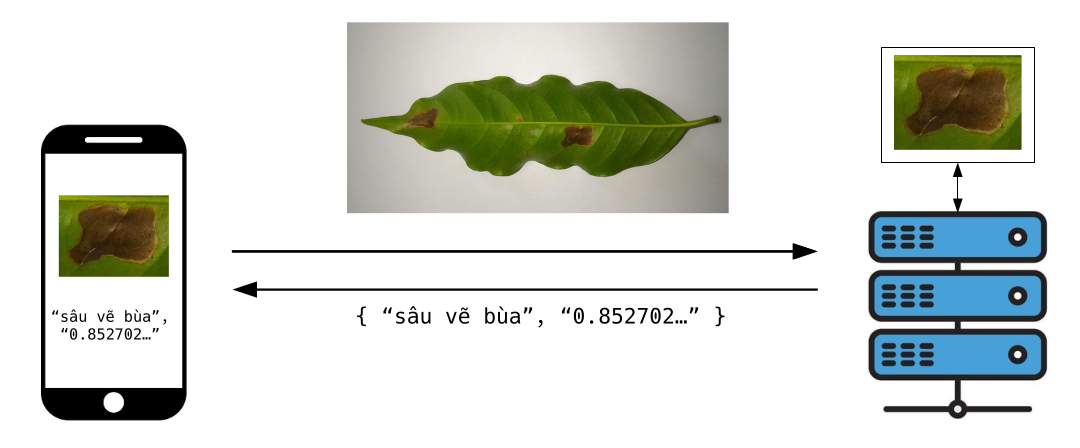 “sâu vẽ bùa”,
“0.852702…”
{ “sâu vẽ bùa”, “0.852702…” }